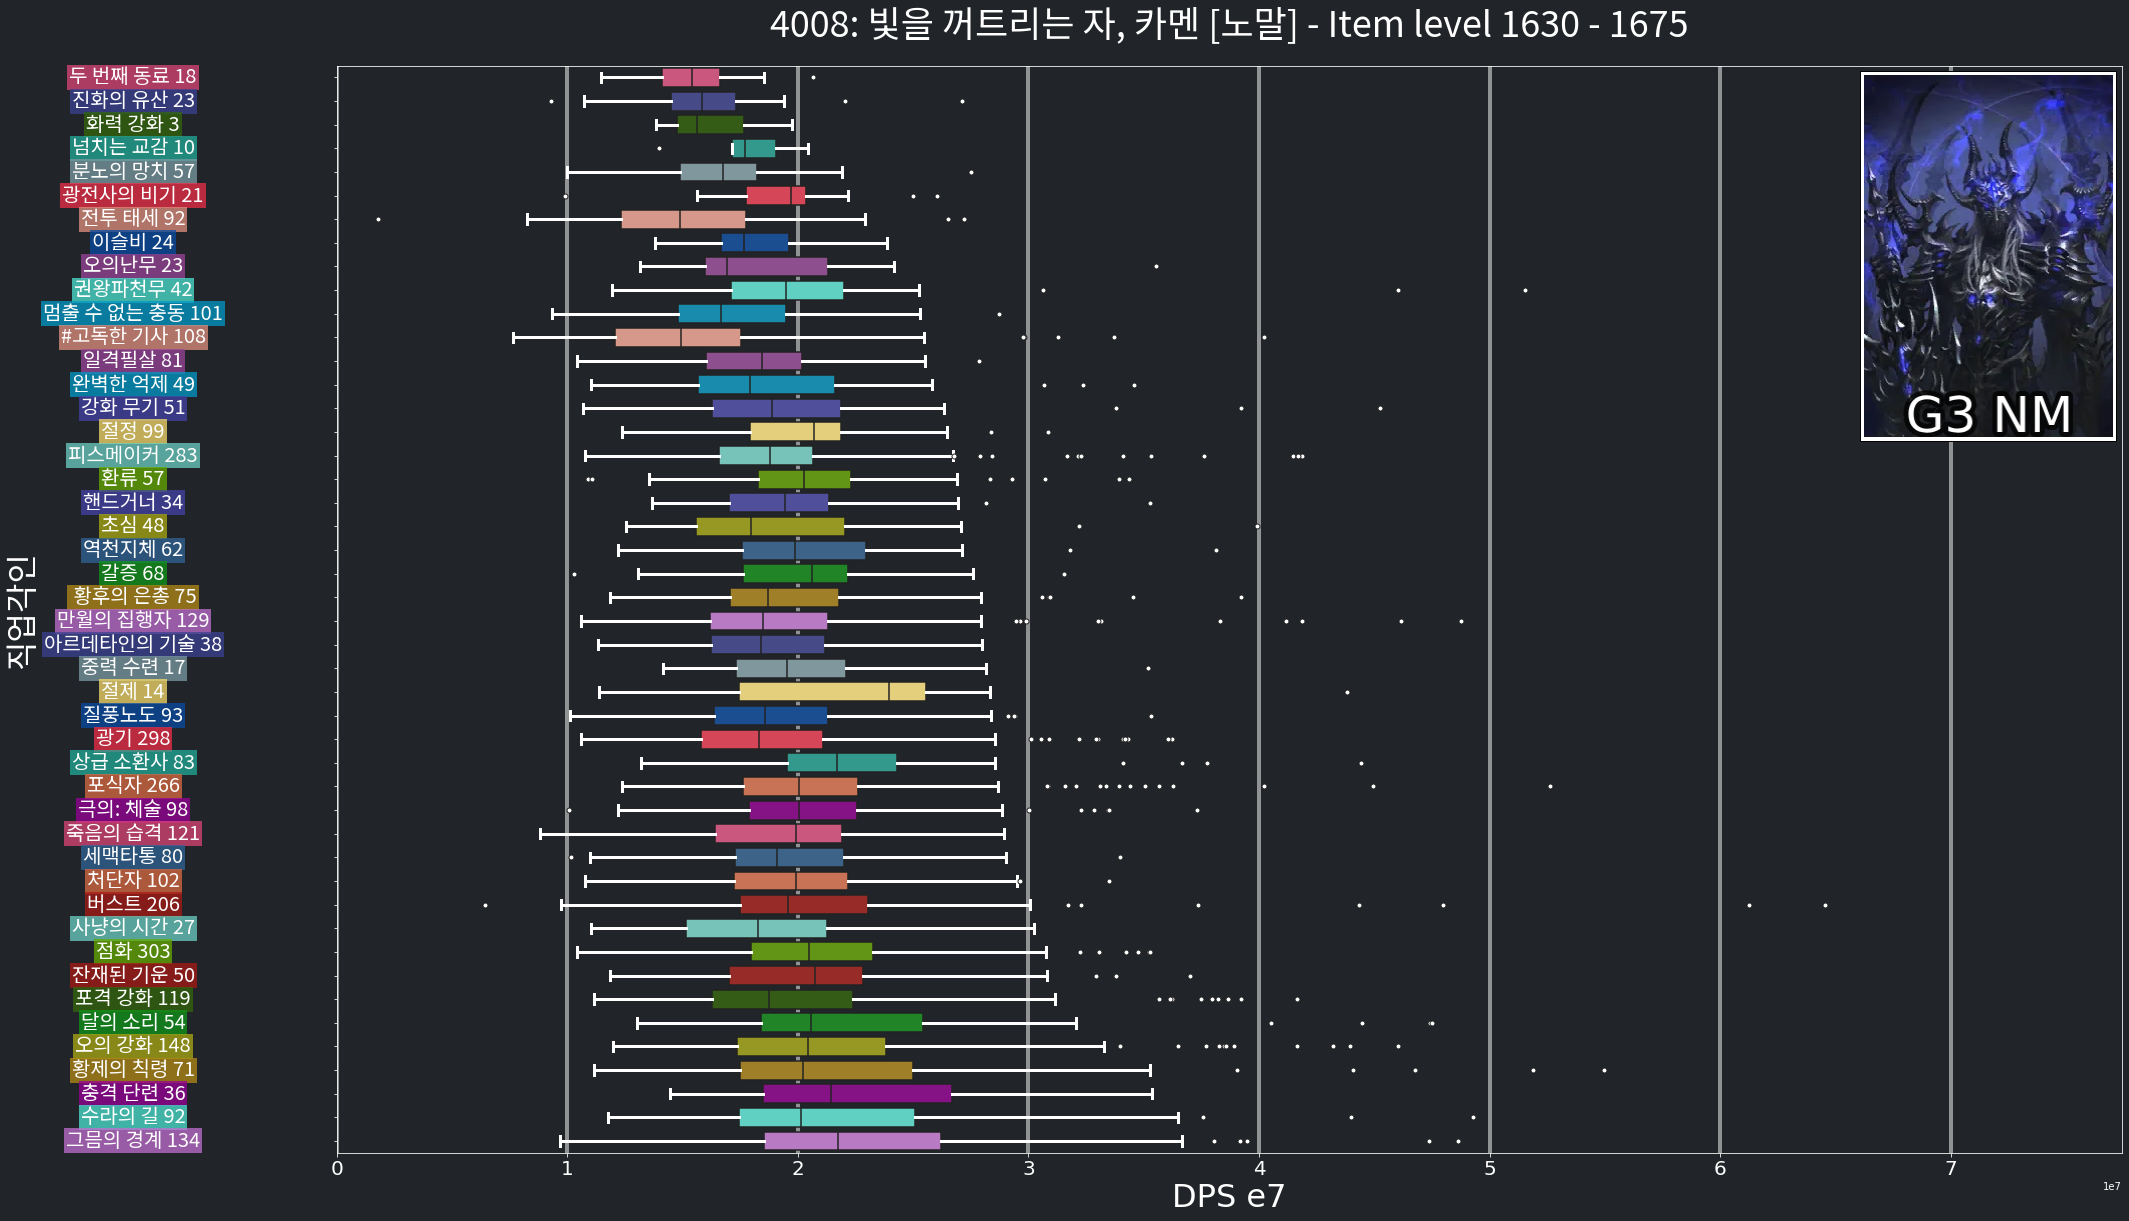 4008: 빛을 꺼트리는 자, 카멘 [노말] - Item level 1630 - 1675
직업각인
두 번째 동료 18
진화의 유산 23
화력 강화 3
넘치는 교감 10
분노의 망치 57
광전사의 비기 21
전투 태세 92
이슬비 24
오의난무 23
권왕파천무 42
멈출 수 없는 충동 101
#고독한 기사 108
일격필살 81
완벽한 억제 49
강화 무기 51
절정 99
피스메이커 283
환류 57
핸드거너 34
초심 48
역천지체 62
갈증 68
황후의 은총 75
만월의 집행자 129
아르데타인의 기술 38
중력 수련 17
절제 14
질풍노도 93
광기 298
상급 소환사 83
포식자 266
극의: 체술 98
죽음의 습격 121
세맥타통 80
처단자 102
버스트 206
사냥의 시간 27
점화 303
잔재된 기운 50
포격 강화 119
달의 소리 54
오의 강화 148
황제의 칙령 71
충격 단련 36
수라의 길 92
그믐의 경계 134
G3 NM
0 1 2 3 4 5 6 7
1e7
DPS e7